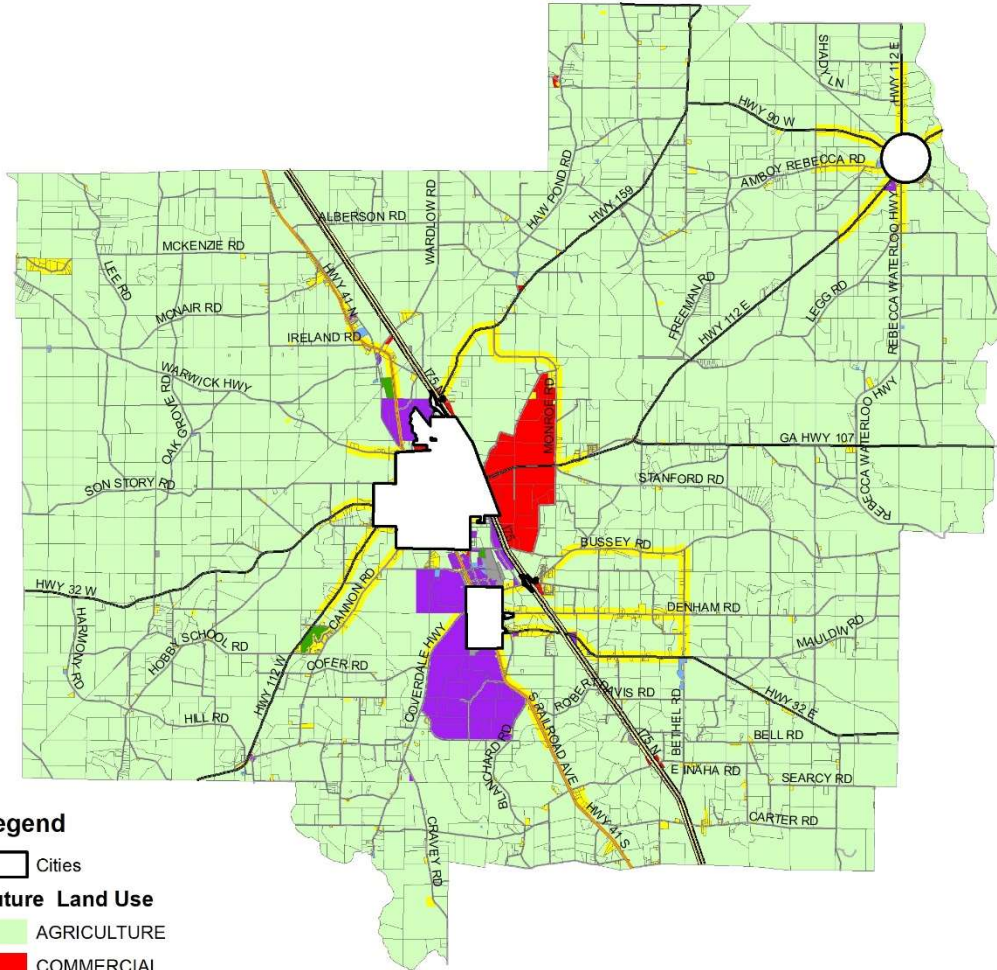 SHADY LN
HWY 112 E
HWY 90 W
AMBOY REBECCA RD
HAW POND RD
HWY 159
WARDLOW RD
ALBERSON RD
MCKENZIE RD
LEE RD
HWY 41 N
REBECCA WATERLOO HWY
LEGG RD
FREEMAN RD
HWY 112 E
MCNAIR RD
IRELAND RD
WARWICK HWY
I75 N
OAK GROVE RD
MONROE RD
REBECCA WATERLOO HWY
GA HWY 107
SON STORY RD
STANFORD RD
I75
BUSSEY RD
HWY 32 W
CANNON RD
DENHAM RD
HARMONY RD
HOBBY SCHOOL RD
MAULDIN RD
COFER RD
COVERDALE HWY
HWY 112 W
ROBERT DAVIS RD
HWY 32 E
HILL RD
S RAILROAD AVE
BETHEL RD
BELL RD
I75 N
BLANCHARD RD
E INAHA RD
SEARCY RD
HWY 41 S
CARTER RD
CRAVEY RD
egend
Cities
uture Land Use
AGRICULTURE
COMMERCIAL